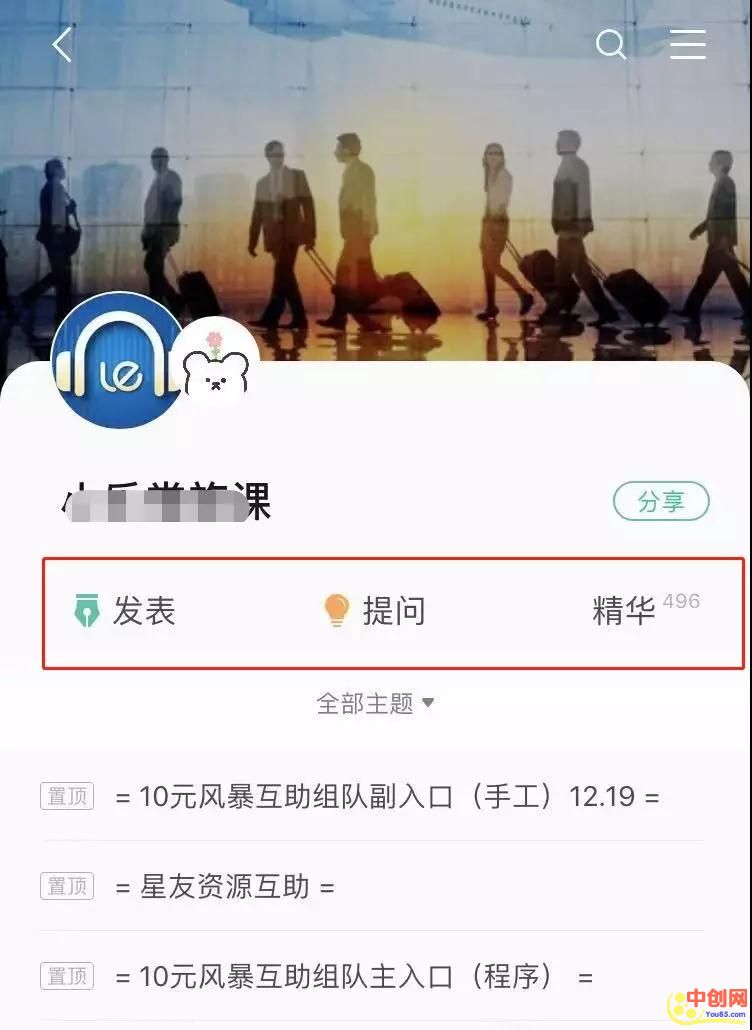 le
课
分享
发表 提问 精华 496
全部主题
置顶 = 10元风暴互助组队副入口（手工）12.19 =
置顶 = 星友资源互助 =
置顶 = 10元风暴互助组队主入口（程序） =
中创网
You85.com